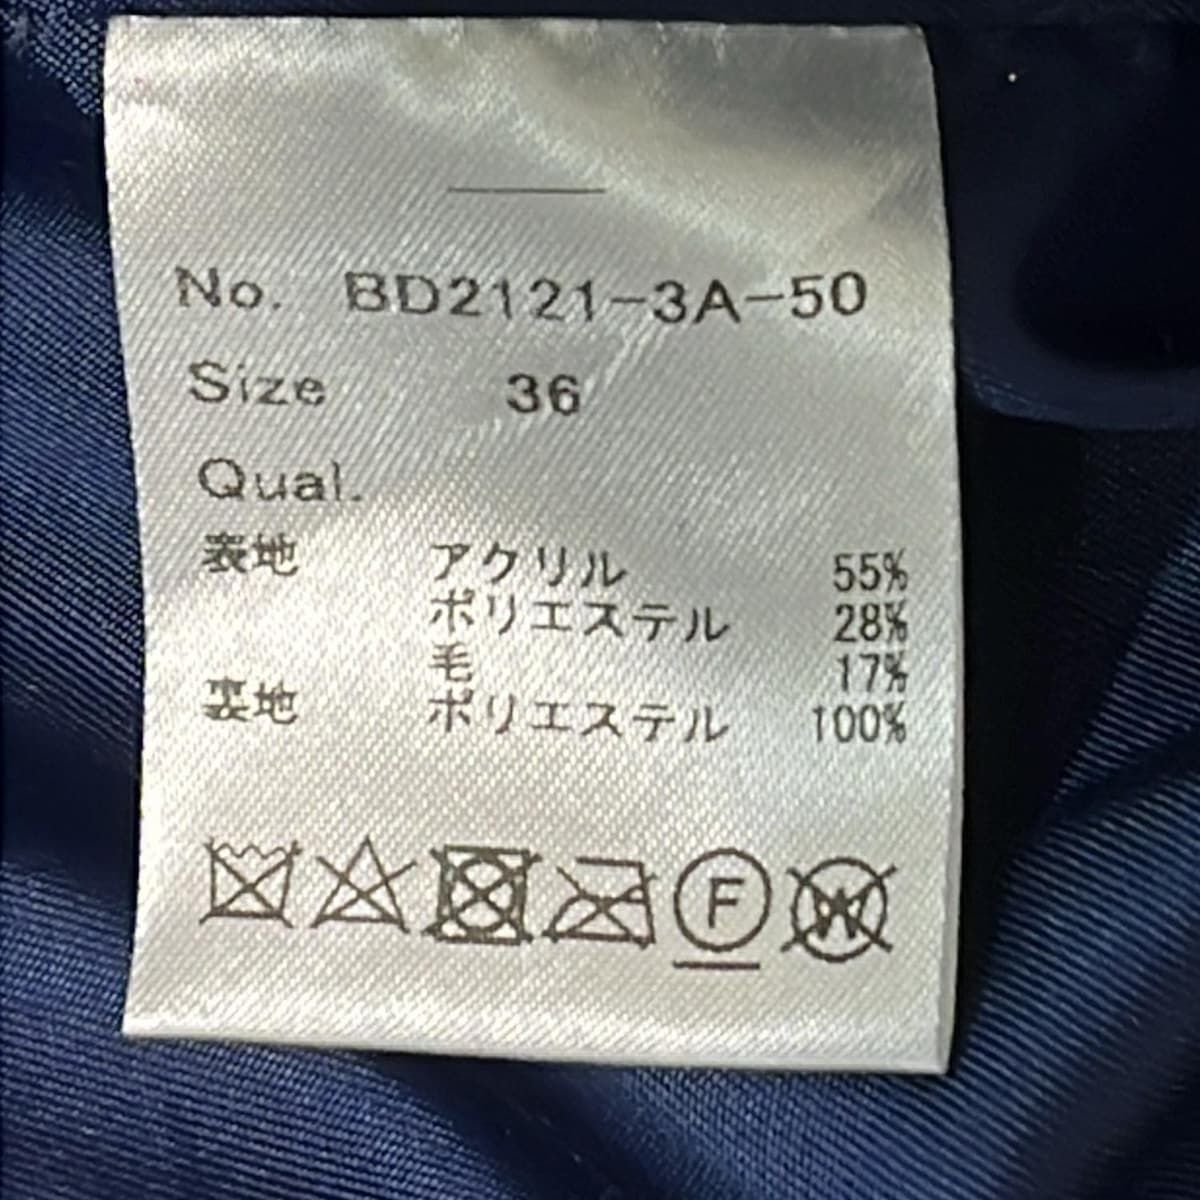 No. BD2121-3A-50
Size 36
Qual.
表地 アクリル 55%
ポリエステル 28%
毛 17%
裏地 ポリエステル 100%
F W